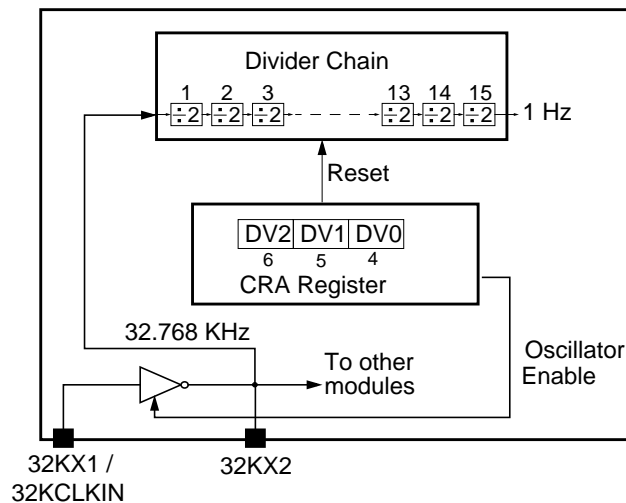 Divider Chain
1 2 3 13 14 15
÷2 ÷2 ÷2 ÷2 ÷2 ÷2 1 Hz
Reset
DV2 DV1 DV0
6 5 4
CRA Register
32.768 KHz
To other
modules
Oscillator
Enable
32KX1 /
32KCLKIN
32KX2